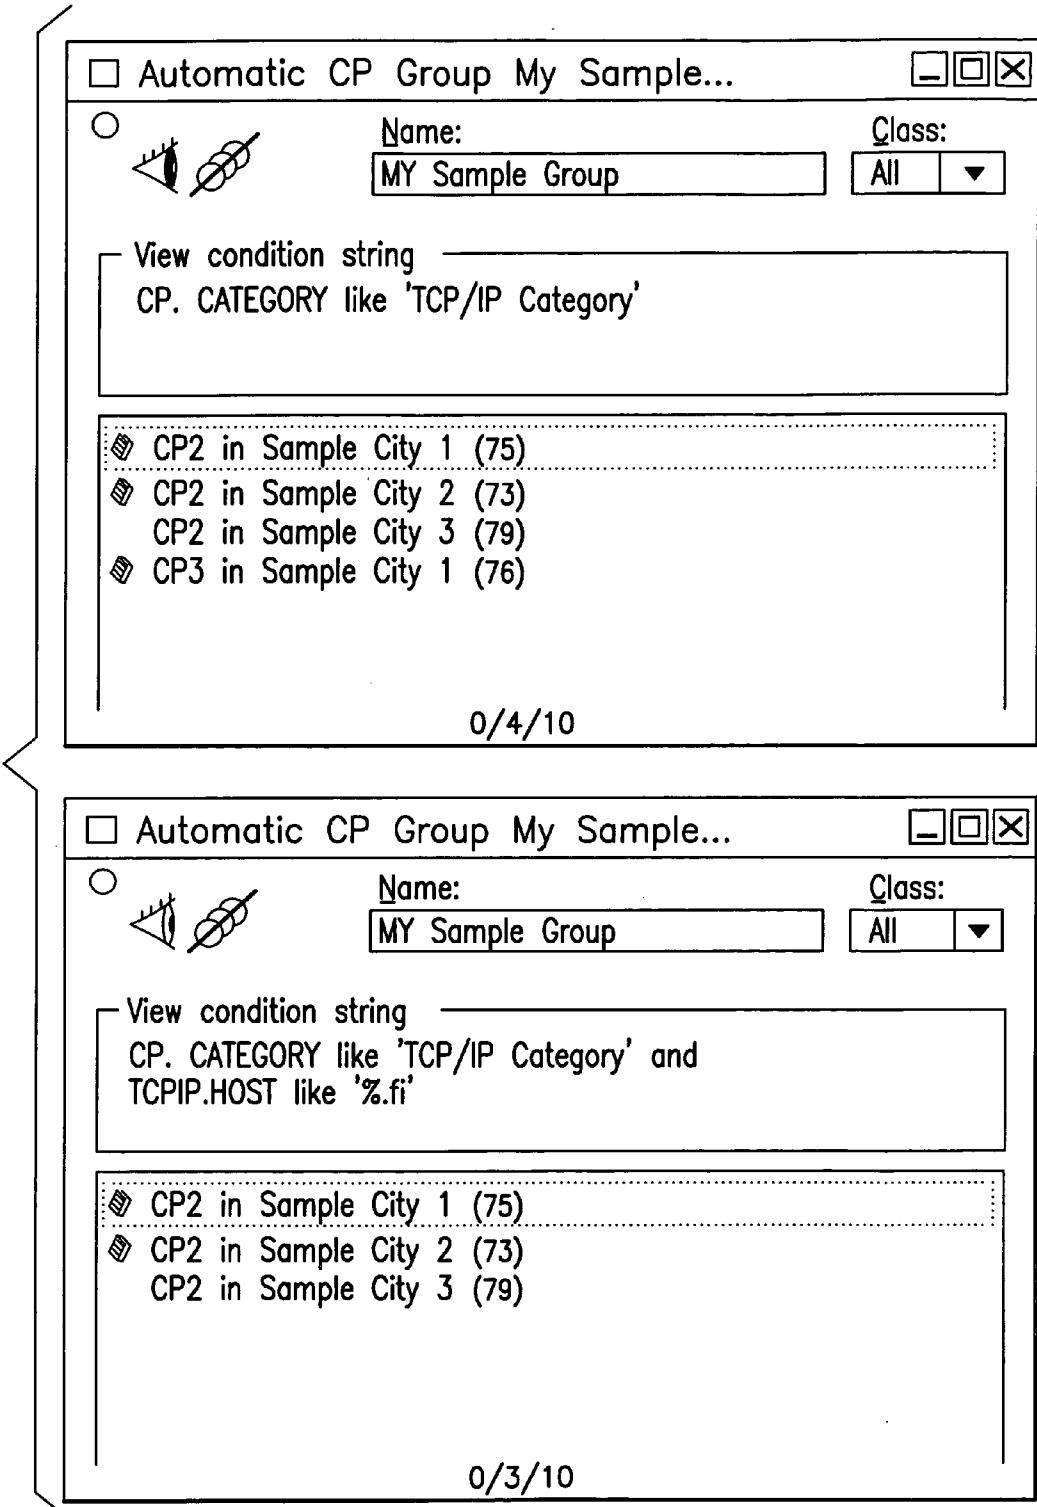 Automatic CP Group My Sample...
Name:
Class:
MY Sample Group
All
View condition string
CP. CATEGORY like 'TCP/IP Category'
CP2 in Sample City 1 (75)
CP2 in Sample City 2 (73)
CP2 in Sample City 3 (79)
CP3 in Sample City 1 (76)
0/4/10
Automatic CP Group My Sample...
Name:
Class:
MY Sample Group
All
View condition string
CP. CATEGORY like 'TCP/IP Category' and
TCPIP.HOST like '%.fi'
CP2 in Sample City 1 (75)
CP2 in Sample City 2 (73)
CP2 in Sample City 3 (79)
0/3/10